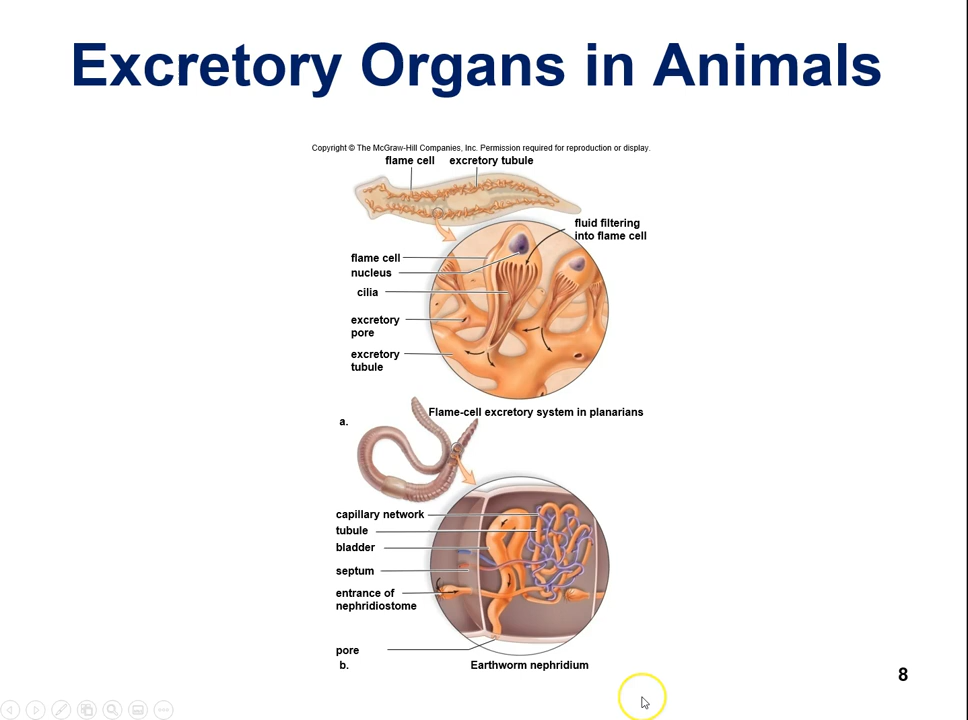 Excretory Organs in Animals
Copyright © The McGraw-Hill Companies, Inc. Permission required for reproduction or display.
flame cell excretory tubule
fluid filtering
into flame cell
flame cell
nucleus
cilia
excretory
pore
excretory
tubule
Flame-cell excretory system in planarians
a.
capillary network
tubule
bladder
septum
entrance of
nephridiostome
pore
b.
Earthworm nephridium
8